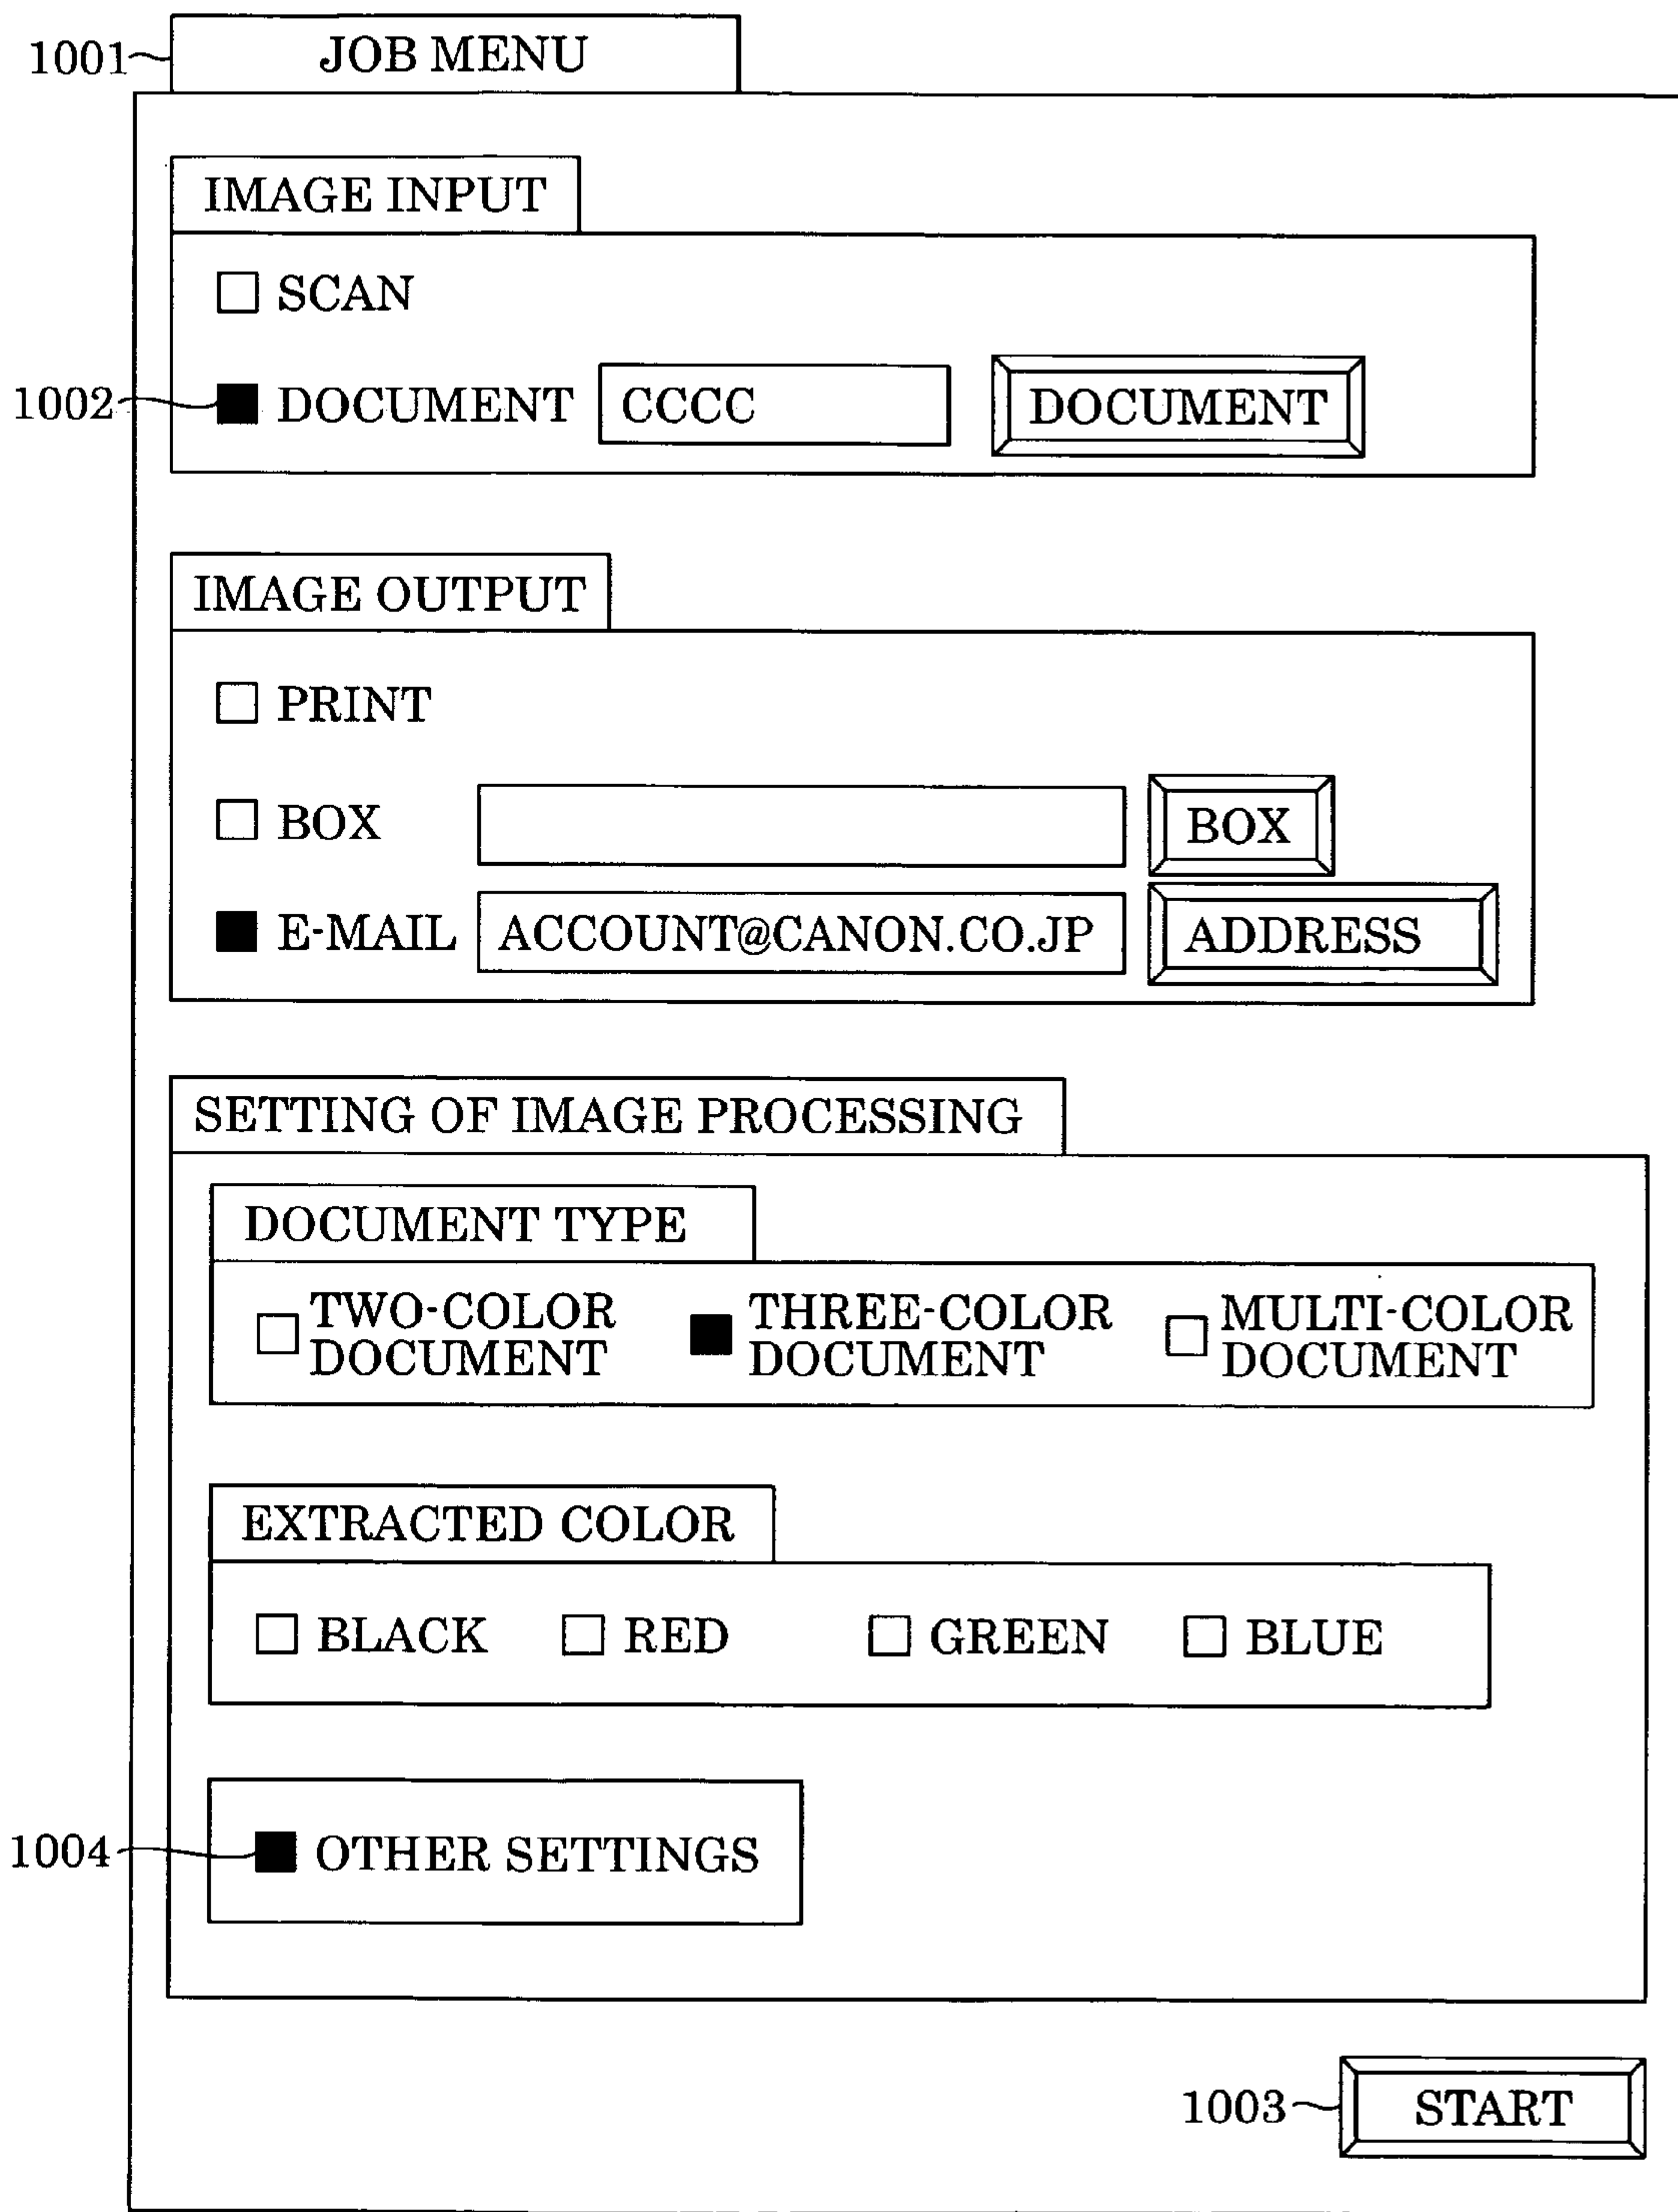 1001 JOB MENU
IMAGE INPUT
SCAN
1002 DOCUMENT CCCC DOCUMENT
IMAGE OUTPUT
PRINT
BOX BOX
E-MAIL ACCOUNT@CANON.CO.JP ADDRESS
SETTING OF IMAGE PROCESSING
DOCUMENT TYPE
TWO-COLOR DOCUMENT THREE-COLOR DOCUMENT MULTI-COLOR DOCUMENT
EXTRACTED COLOR
BLACK RED GREEN BLUE
1004 OTHER SETTINGS
1003 START